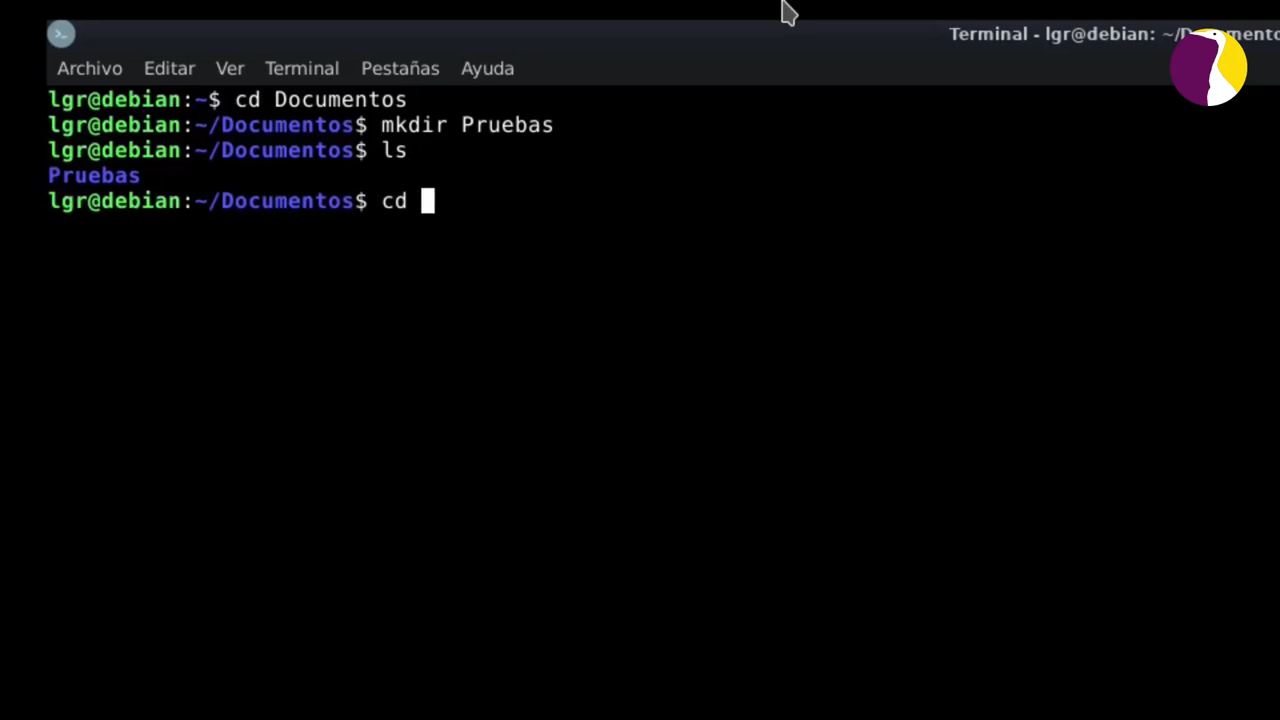 Terminal - lgr@debian: ~/Documento
Archivo Editar Ver Terminal Pestañas Ayuda
lgr@debian:~$ cd Documentos
lgr@debian:~/Documentos$ mkdir Pruebas
lgr@debian:~/Documentos$ ls
Pruebas
lgr@debian:~/Documentos$ cd